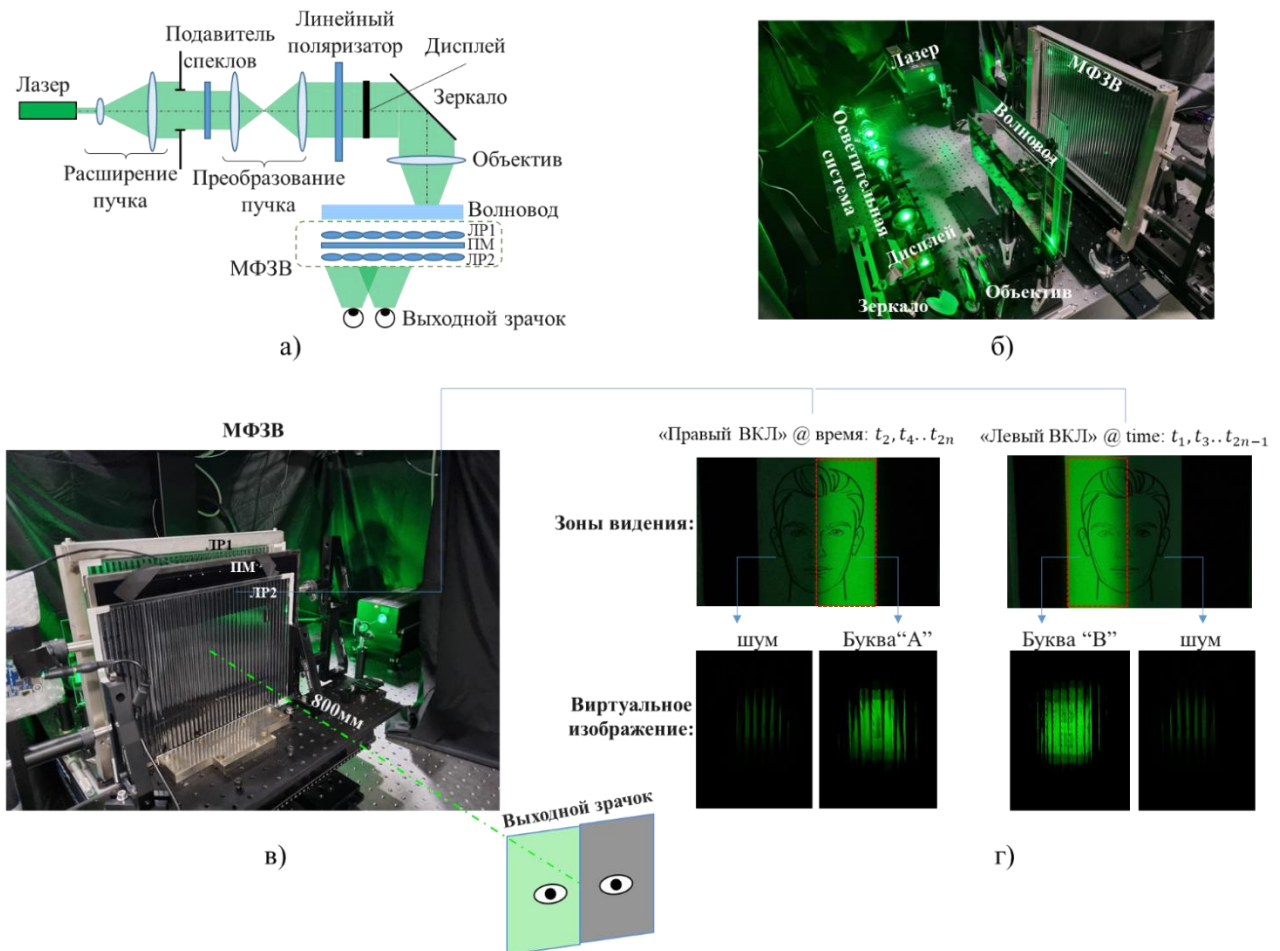 Подавитель
спеклов
Линейный
поляризатор
Дисплей
Лазер
Зеркало
Расширение
пучка
Преобразование
пучка
Объектив
Волновод
ЛР1
ПМ
ЛР2
МФЗВ
Выходной зрачок
а)
Лазер
МФЗВ
Волновод
Осветительная
система
Дисплей
Объектив
Зеркало
б)
МФЗВ
ЛР1
ПМ
ЛР2
800мм
Выходной зрачок
в)
«Правый ВКЛ» @ время: t₂, t₄.. t₂ₙ
«Левый ВКЛ» @ time: t₁, t₃.. t₂ₙ₋₁
Зоны видения:
шум
Буква“А”
Буква “В”
шум
Виртуальное
изображение:
г)